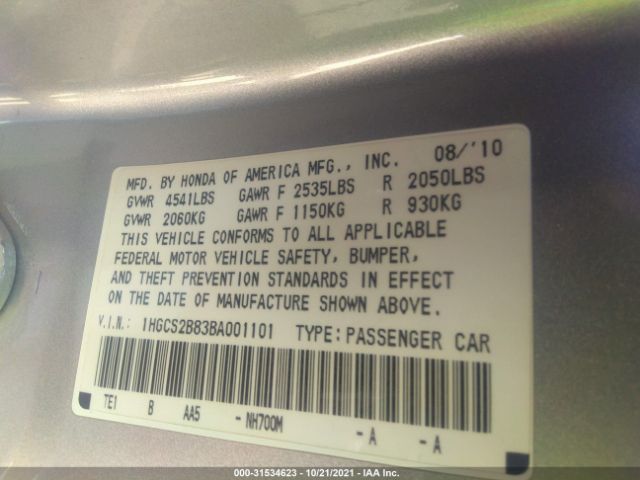 MFD. BY HONDA OF AMERICA MFG., INC. 08/'10
GVWR 4541LBS GAWR F 2535LBS R 2050LBS
GVWR 2060KG GAWR F 1150KG R 930KG
THIS VEHICLE CONFORMS TO ALL APPLICABLE
FEDERAL MOTOR VEHICLE SAFETY, BUMPER,
AND THEFT PREVENTION STANDARDS IN EFFECT
ON THE DATE OF MANUFACTURE SHOWN ABOVE.
V.I.N.: 1HGCS2B83BA001101 TYPE: PASSENGER CAR
TE1 B AA5 - NH700M - A - A
000-31534623 - 10/21/2021 - IAA Inc.